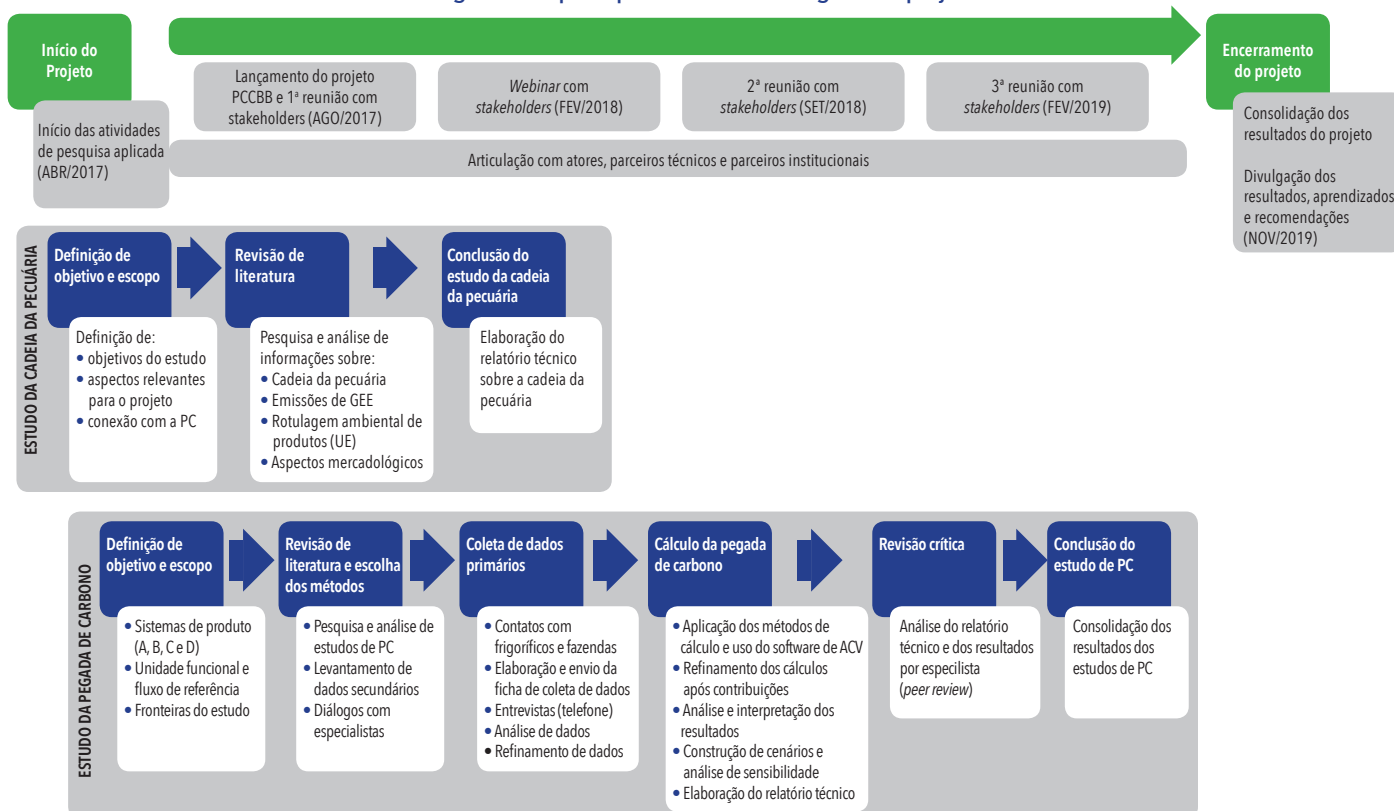 Início do
Projeto
Encerramento
do projeto
Lançamento do projeto
PCCBB e 1ª reunião com
stakeholders (AGO/2017)
Webinar com
stakeholders (FEV/2018)
2ª reunião com
stakeholders (SET/2018)
3ª reunião com
stakeholders (FEV/2019)
Início das atividades
de pesquisa aplicada
(ABR/2017)
Articulação com atores, parceiros técnicos e parceiros institucionais
Consolidação dos
resultados do projeto
Divulgação dos
resultados, aprendizados
e recomendações
(NOV/2019)
ESTUDO DA CADEIA DA PECUÁRIA
Definição de
objetivo e escopo
Definição de:
• objetivos do estudo
• aspectos relevantes
para o projeto
• conexão com a PC
Revisão de
literatura
Pesquisa e análise de
informações sobre:
• Cadeia da pecuária
• Emissões de GEE
• Rotulagem ambiental de
produtos (UE)
• Aspectos mercadológicos
Conclusão do
estudo da cadeia
da pecuária
Elaboração do
relatório técnico
sobre a cadeia da
pecuária
ESTUDO DA PEGADA DE CARBONO
Definição de
objetivo e escopo
• Sistemas de produto
(A, B, C e D)
• Unidade funcional e
fluxo de referência
• Fronteiras do estudo
Revisão de
literatura e escolha
dos métodos
• Pesquisa e análise de
estudos de PC
• Levantamento de
dados secundários
• Diálogos com
especialistas
Coleta de dados
primários
• Contatos com
frigoríficos e fazendas
• Elaboração e envio da
ficha de coleta de dados
• Entrevistas (telefone)
• Análise de dados
• Refinamento de dados
Cálculo da pegada
de carbono
• Aplicação dos métodos de
cálculo e uso do software de ACV
• Refinamento dos cálculos
após contribuições
• Análise e interpretação dos
resultados
• Construção de cenários e
análise de sensibilidade
• Elaboração do relatório técnico
Revisão crítica
Análise do relatório
técnico e dos resultados
por especilista
(peer review)
Conclusão do
estudo de PC
Consolidação dos
resultados dos
estudos de PC